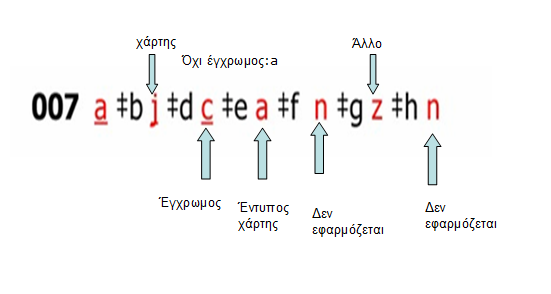 χάρτης
Άλλο
Όχι έγχρωμος:a
007 a ‡b j ‡d c ‡e a ‡f n ‡g z ‡h n
Έγχρωμος
Έντυπος
χάρτης
Δεν
εφαρμόζεται
Δεν
εφαρμόζεται